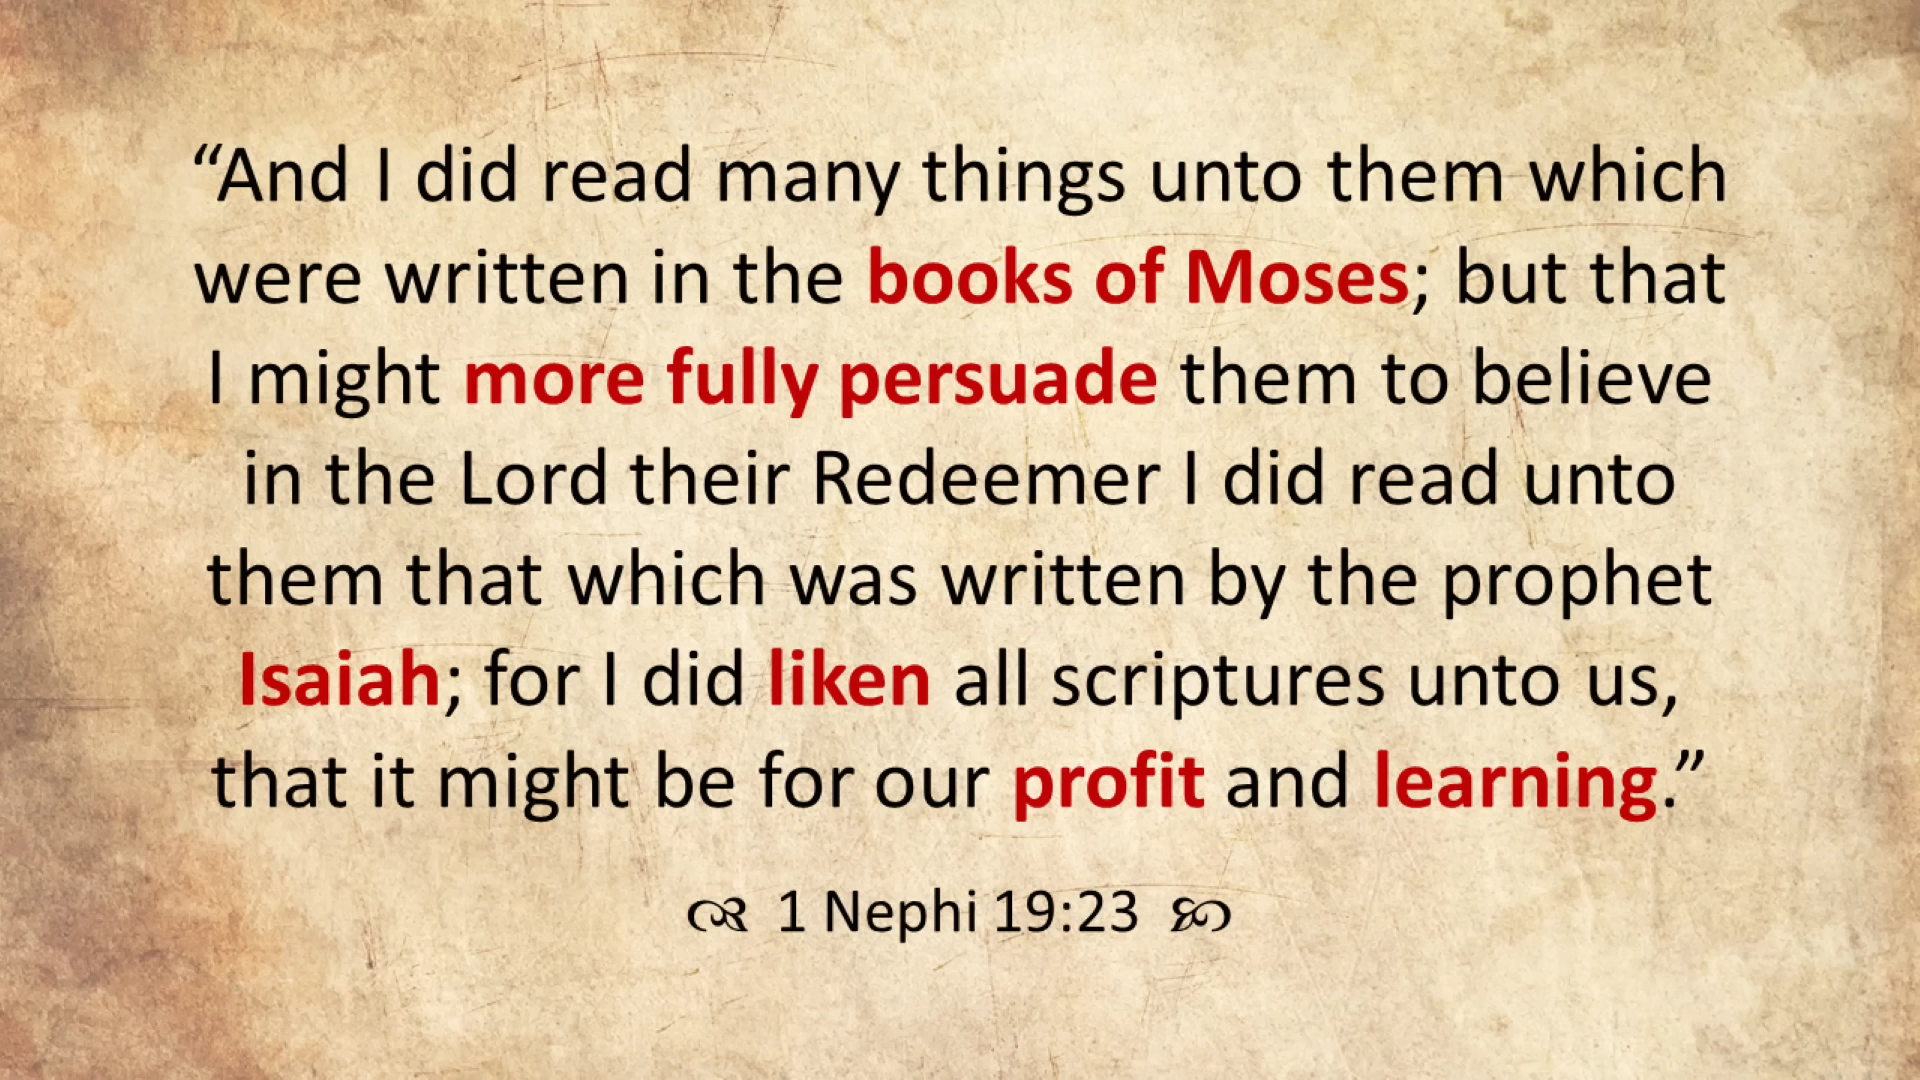 “And I did read many things unto them which
were written in the books of Moses; but that
I might more fully persuade them to believe
in the Lord their Redeemer I did read unto
them that which was written by the prophet
Isaiah; for I did liken all scriptures unto us,
that it might be for our profit and learning.”
1 Nephi 19:23